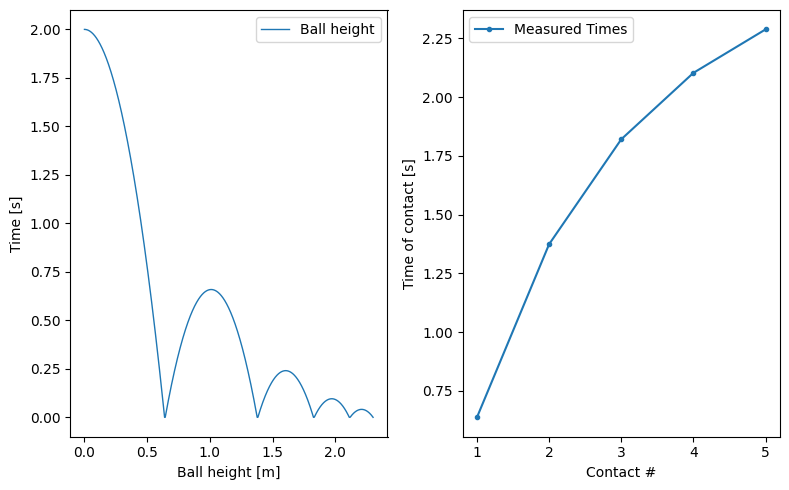 Ball height
Time [s]
2.00
1.75
1.50
1.25
1.00
0.75
0.50
0.25
0.00
0.0 0.5 1.0 1.5 2.0
Ball height [m]
Measured Times
Time of contact [s]
2.25
2.00
1.75
1.50
1.25
1.00
0.75
1 2 3 4 5
Contact #